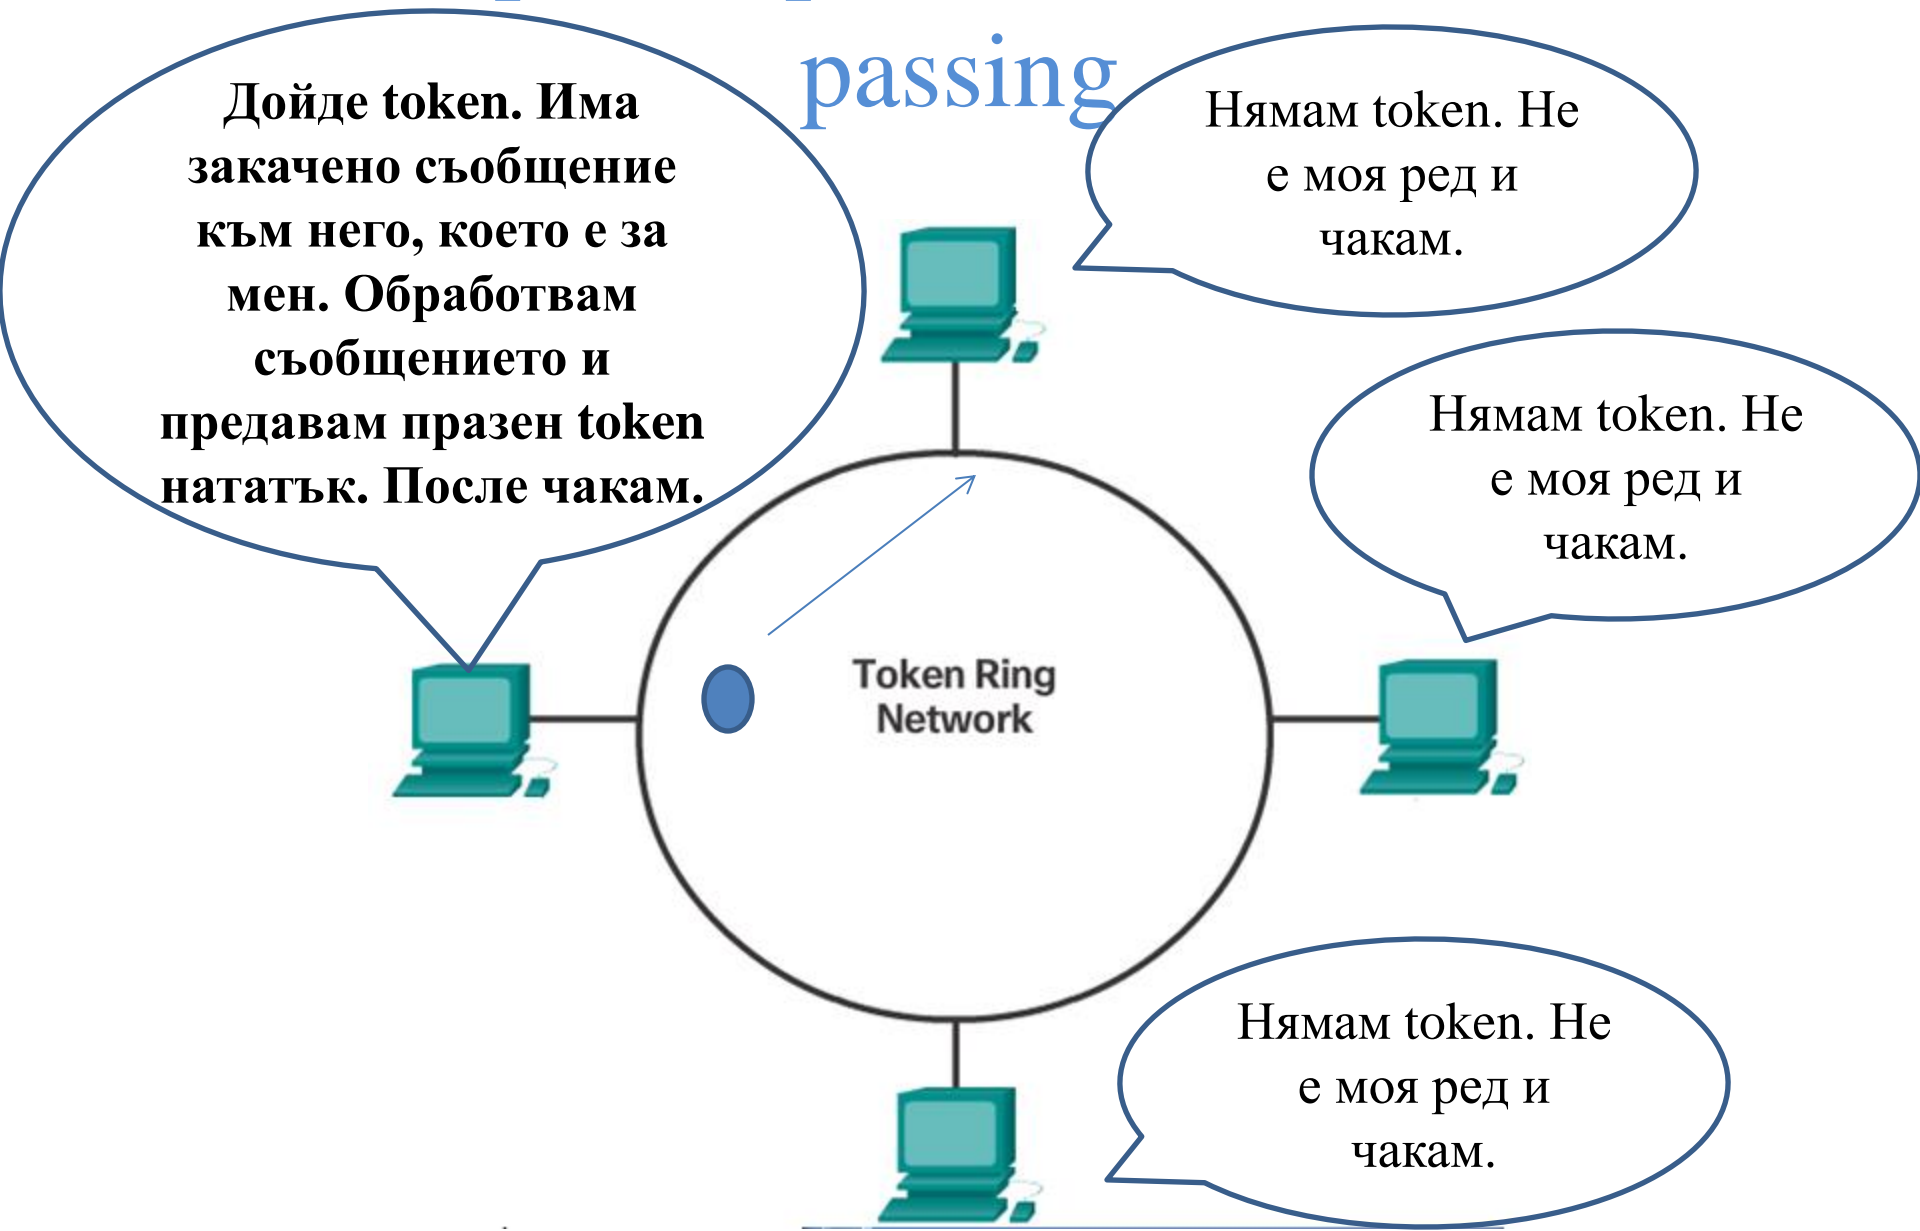 passing
Дойде token. Има
закачено съобщение
към него, което е за
мен. Обработвам
съобщението и
предавам празен token
нататък. После чакам.
Нямам token. Не
е моя ред и
чакам.
Нямам token. Не
е моя ред и
чакам.
Token Ring
Network
Нямам token. Не
е моя ред и
чакам.